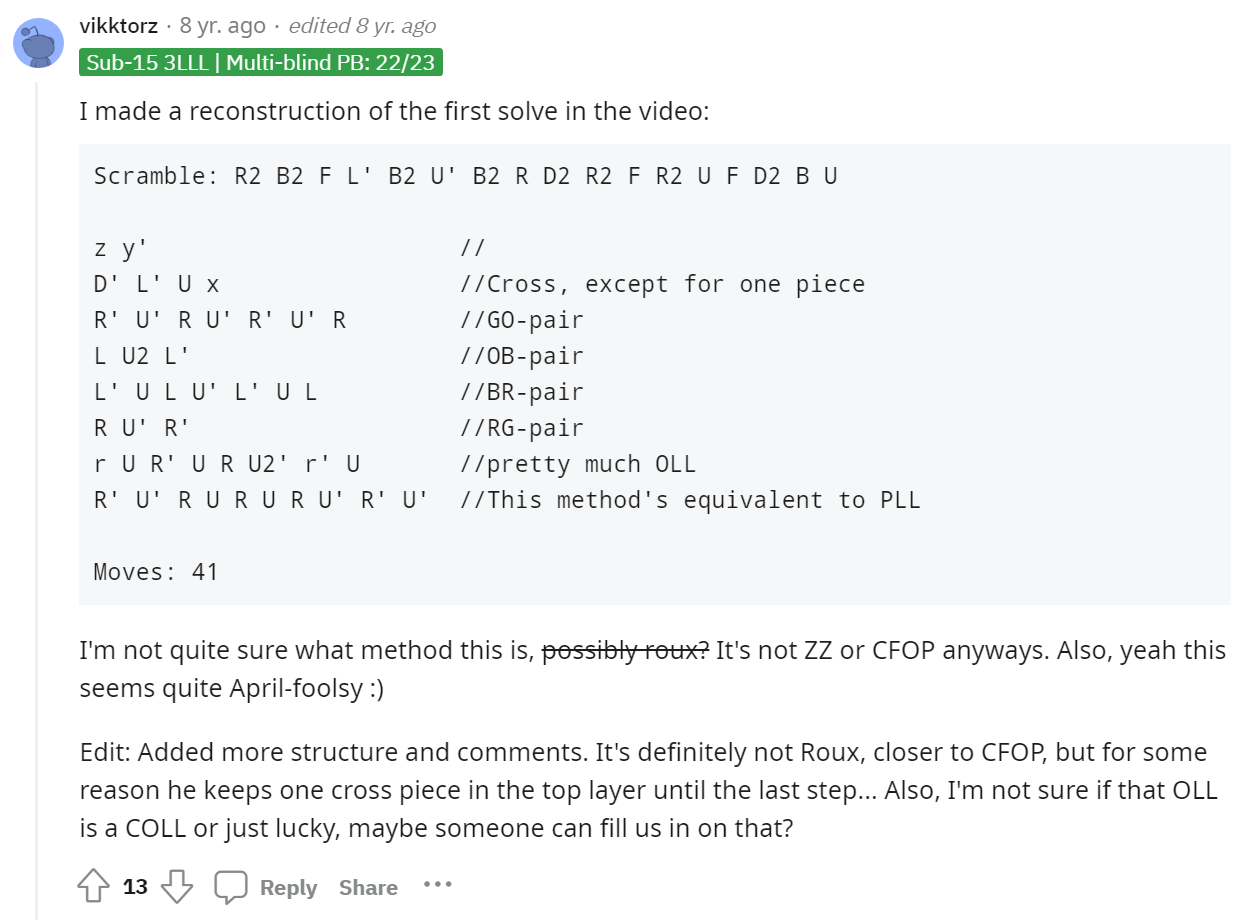 vikktorz · 8 yr. ago · edited 8 yr. ago
Sub-15 3LLL | Multi-blind PB: 22/23
I made a reconstruction of the first solve in the video:
Scramble: R2 B2 F L' B2 U' B2 R D2 R2 F R2 U F D2 B U
z y' //
D' L' U x //Cross, except for one piece
R' U' R U' R' U' R //GO-pair
L U2 L' //OB-pair
L' U L U' L' U L //BR-pair
R U' R' //RG-pair
r U R' U R U2' r' U //pretty much OLL
R' U' R U R U R U' R' U' //This method's equivalent to PLL
Moves: 41
I'm not quite sure what method this is, possibly roux? It's not ZZ or CFOP anyways. Also, yeah this
seems quite April-foolsy :)
Edit: Added more structure and comments. It's definitely not Roux, closer to CFOP, but for some
reason he keeps one cross piece in the top layer until the last step... Also, I'm not sure if that OLL
is a COLL or just lucky, maybe someone can fill us in on that?
13 Reply Share ···